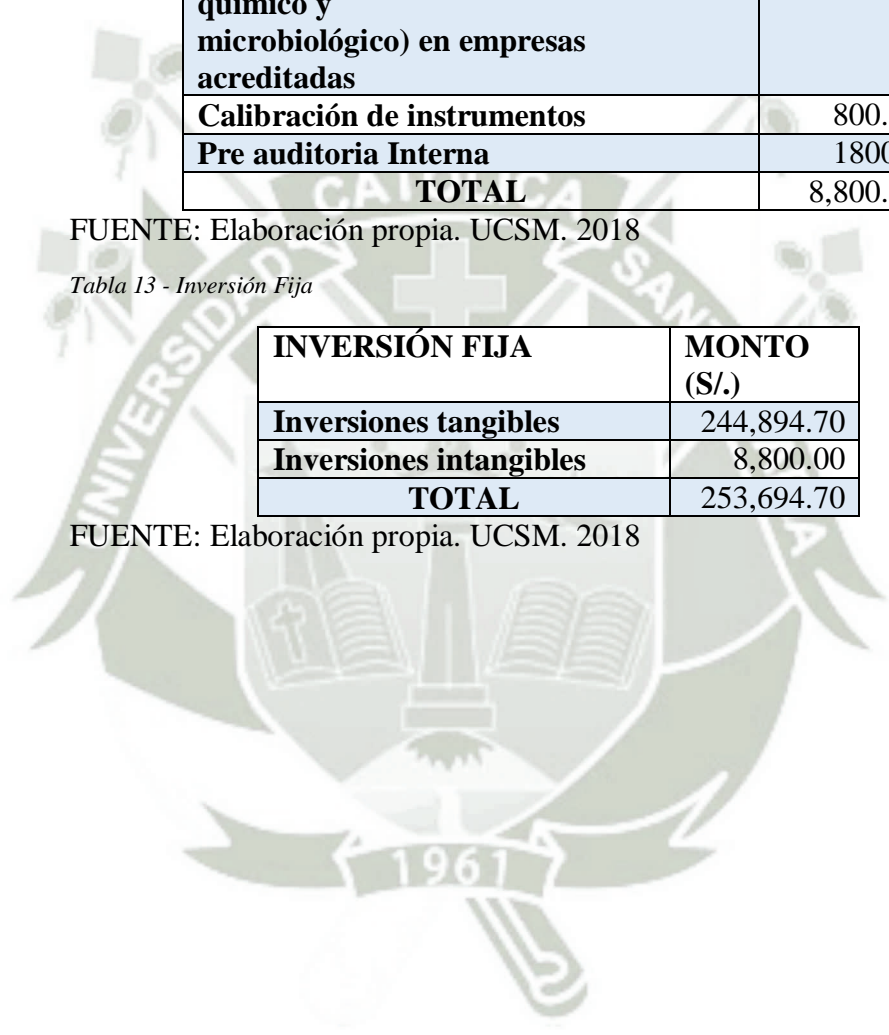 químico y
microbiológico) en empresas
acreditadas
Calibración de instrumentos 800.
Pre auditoria Interna 1800
TOTAL 8,800.
FUENTE: Elaboración propia. UCSM. 2018
Tabla 13 - Inversión Fija
INVERSIÓN FIJA MONTO
(S/.)
Inversiones tangibles 244,894.70
Inversiones intangibles 8,800.00
TOTAL 253,694.70
FUENTE: Elaboración propia. UCSM. 2018
1961